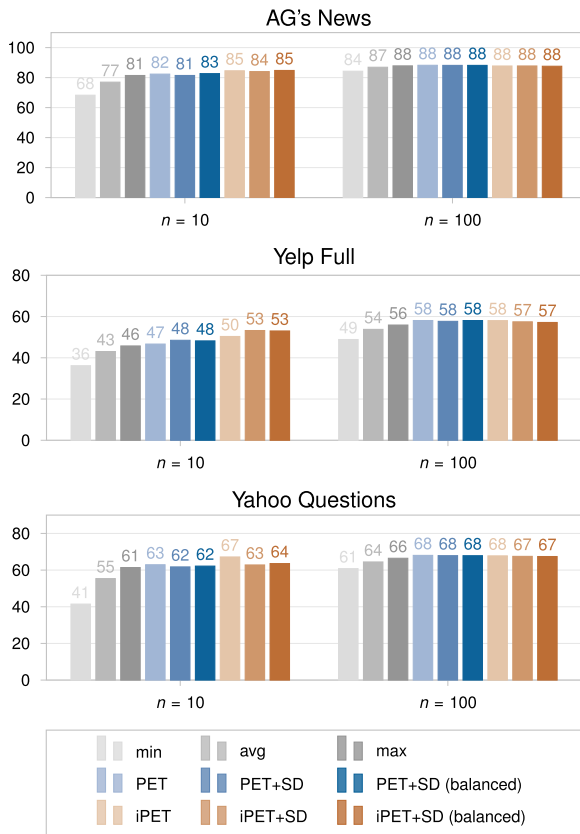 AG's News
100
80
60
40
20
0
68 77 81 82 81 83 85 84 85 84 87 88 88 88 88 88 88 88
n = 10 n = 100
Yelp Full
80
60
40
20
0
36 43 46 47 48 48 50 53 53 49 54 56 58 58 58 58 57 57
n = 10 n = 100
Yahoo Questions
80
60
40
20
0
41 55 61 63 62 62 67 63 64 61 64 66 68 68 68 68 67 67
n = 10 n = 100
min avg max
PET PET+SD PET+SD (balanced)
iPET iPET+SD iPET+SD (balanced)